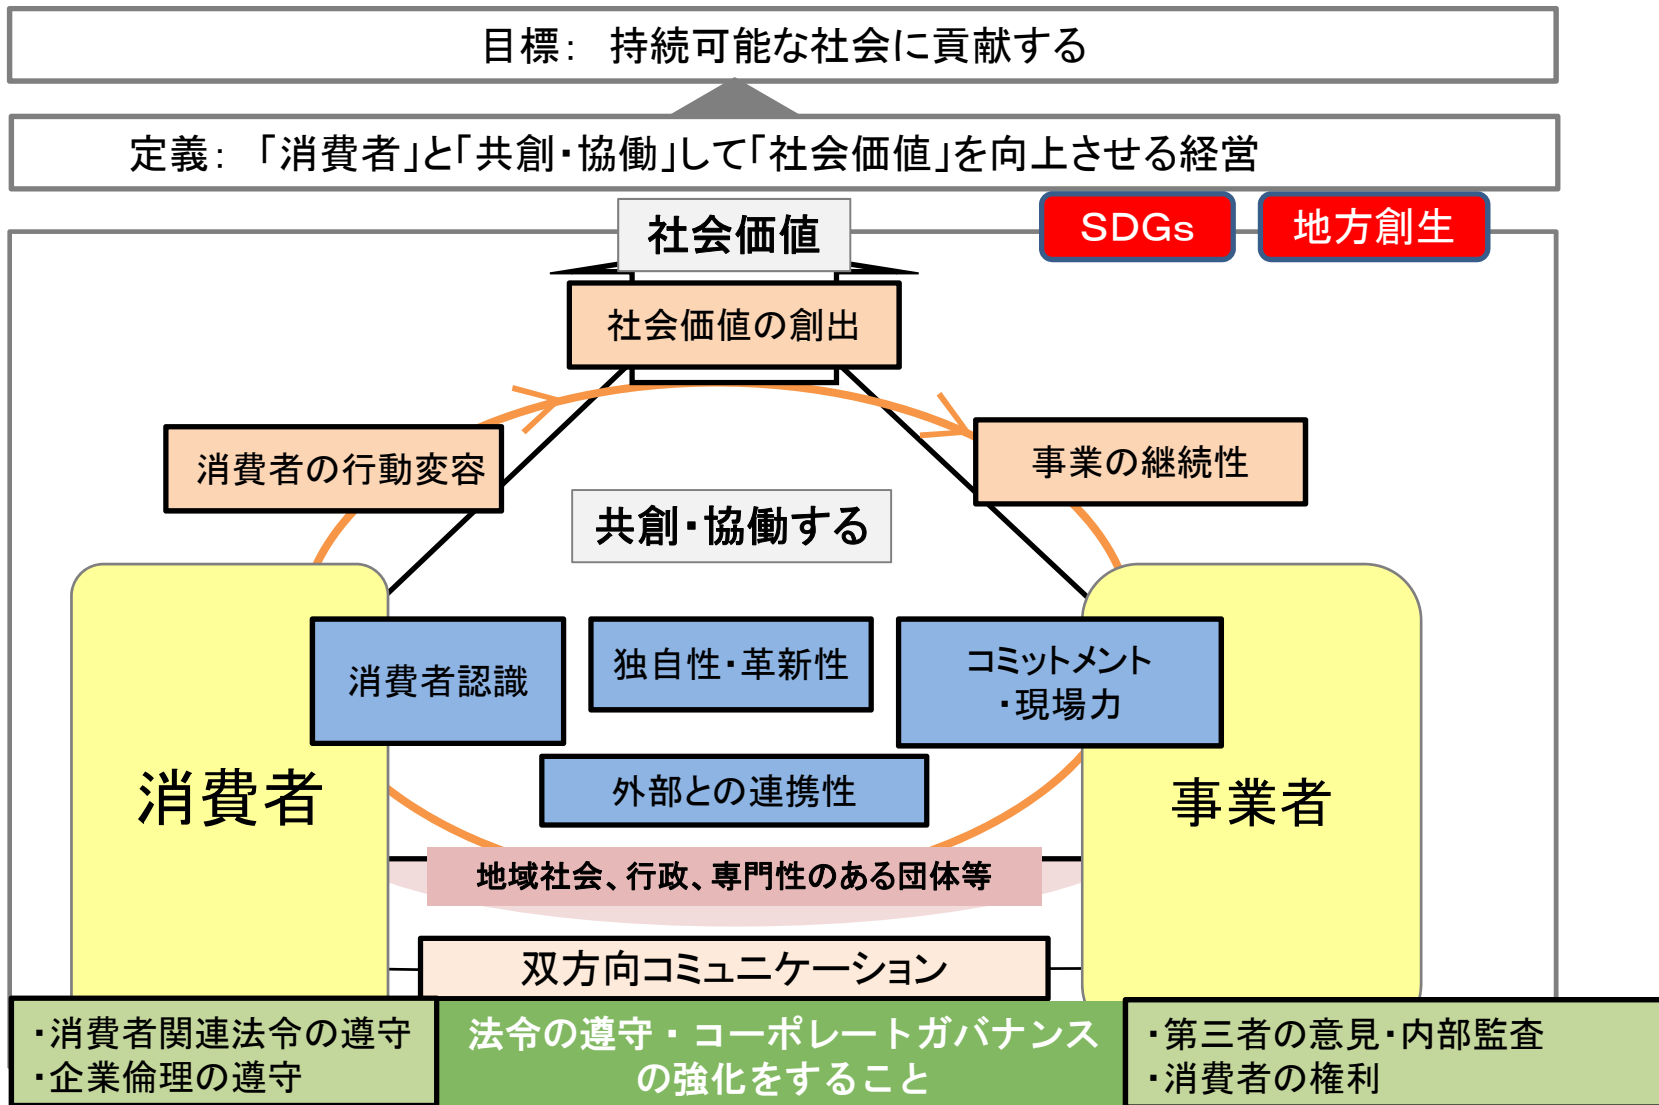 目標： 持続可能な社会に貢献する
定義： 「消費者」と「共創・協働」して「社会価値」を向上させる経営
社会価値
SDGs
地方創生
社会価値の創出
消費者の行動変容
事業の継続性
共創・協働する
消費者認識
独自性・革新性
コミットメント
・現場力
外部との連携性
消費者
事業者
地域社会、行政、専門性のある団体等
双方向コミュニケーション
・消費者関連法令の遵守
・企業倫理の遵守
法令の遵守・コーポレートガバナンス
の強化をすること
・第三者の意見・内部監査
・消費者の権利